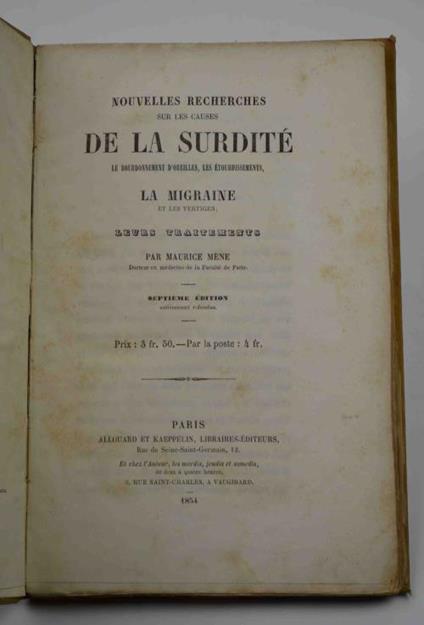 NOUVELLES RECHERCHES
SUR LES CAUSES
DE LA SURDITÉ
LE BOURDONNEMENT D'OREILLES, LES ÉTOURDISSEMENTS,
LA MIGRAINE
ET LES VERTIGES,
LEURS TRAITEMENTS
PAR MAURICE MÈNE
Docteur en médecine de la Faculté de Paris.
SEPTIÈME ÉDITION
entièrement refondue.
Prix : 3 fr. 50.—Par la poste : 4 fr.
PARIS
ALLOUARD ET KAEPPELIN, LIBRAIRES-ÉDITEURS,
Rue de Seine-Saint-Germain, 12.
Et chez l'Auteur, les mardis, jeudis et samedis,
de deux à quatre heures,
RUE SAINT-CHARLES, A VAUGIRARD.
1854